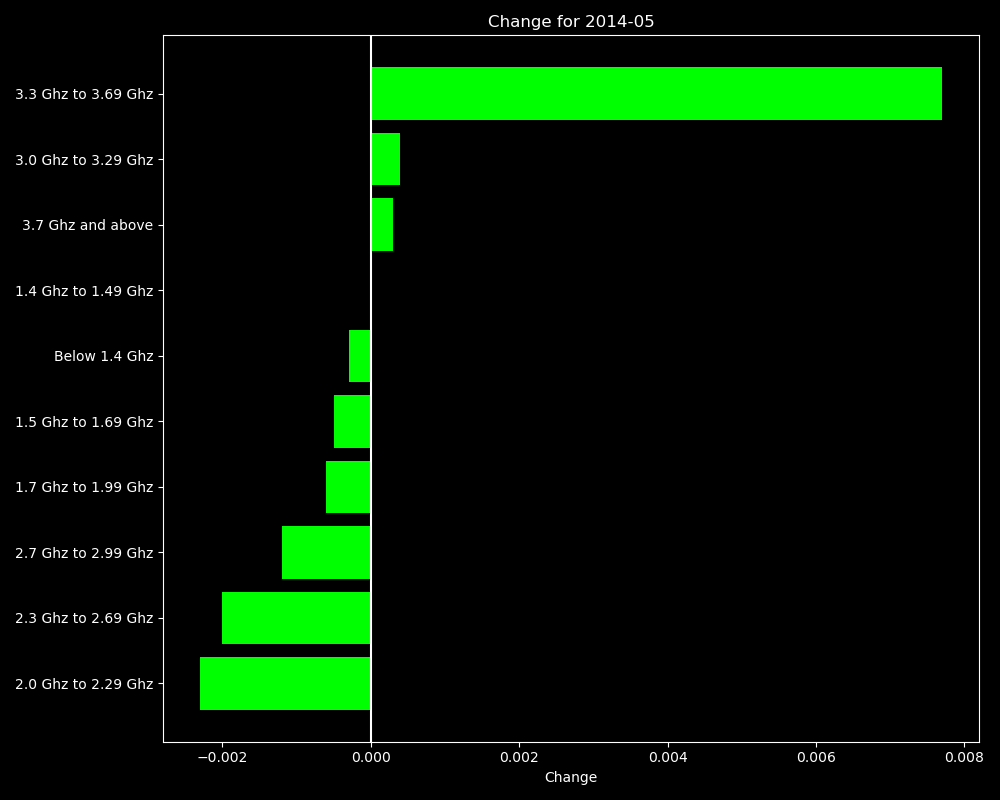 Change for 2014-05
3.3 Ghz to 3.69 Ghz
3.0 Ghz to 3.29 Ghz
3.7 Ghz and above
1.4 Ghz to 1.49 Ghz
Below 1.4 Ghz
1.5 Ghz to 1.69 Ghz
1.7 Ghz to 1.99 Ghz
2.7 Ghz to 2.99 Ghz
2.3 Ghz to 2.69 Ghz
2.0 Ghz to 2.29 Ghz
−0.002 0.000 0.002 0.004 0.006 0.008
Change